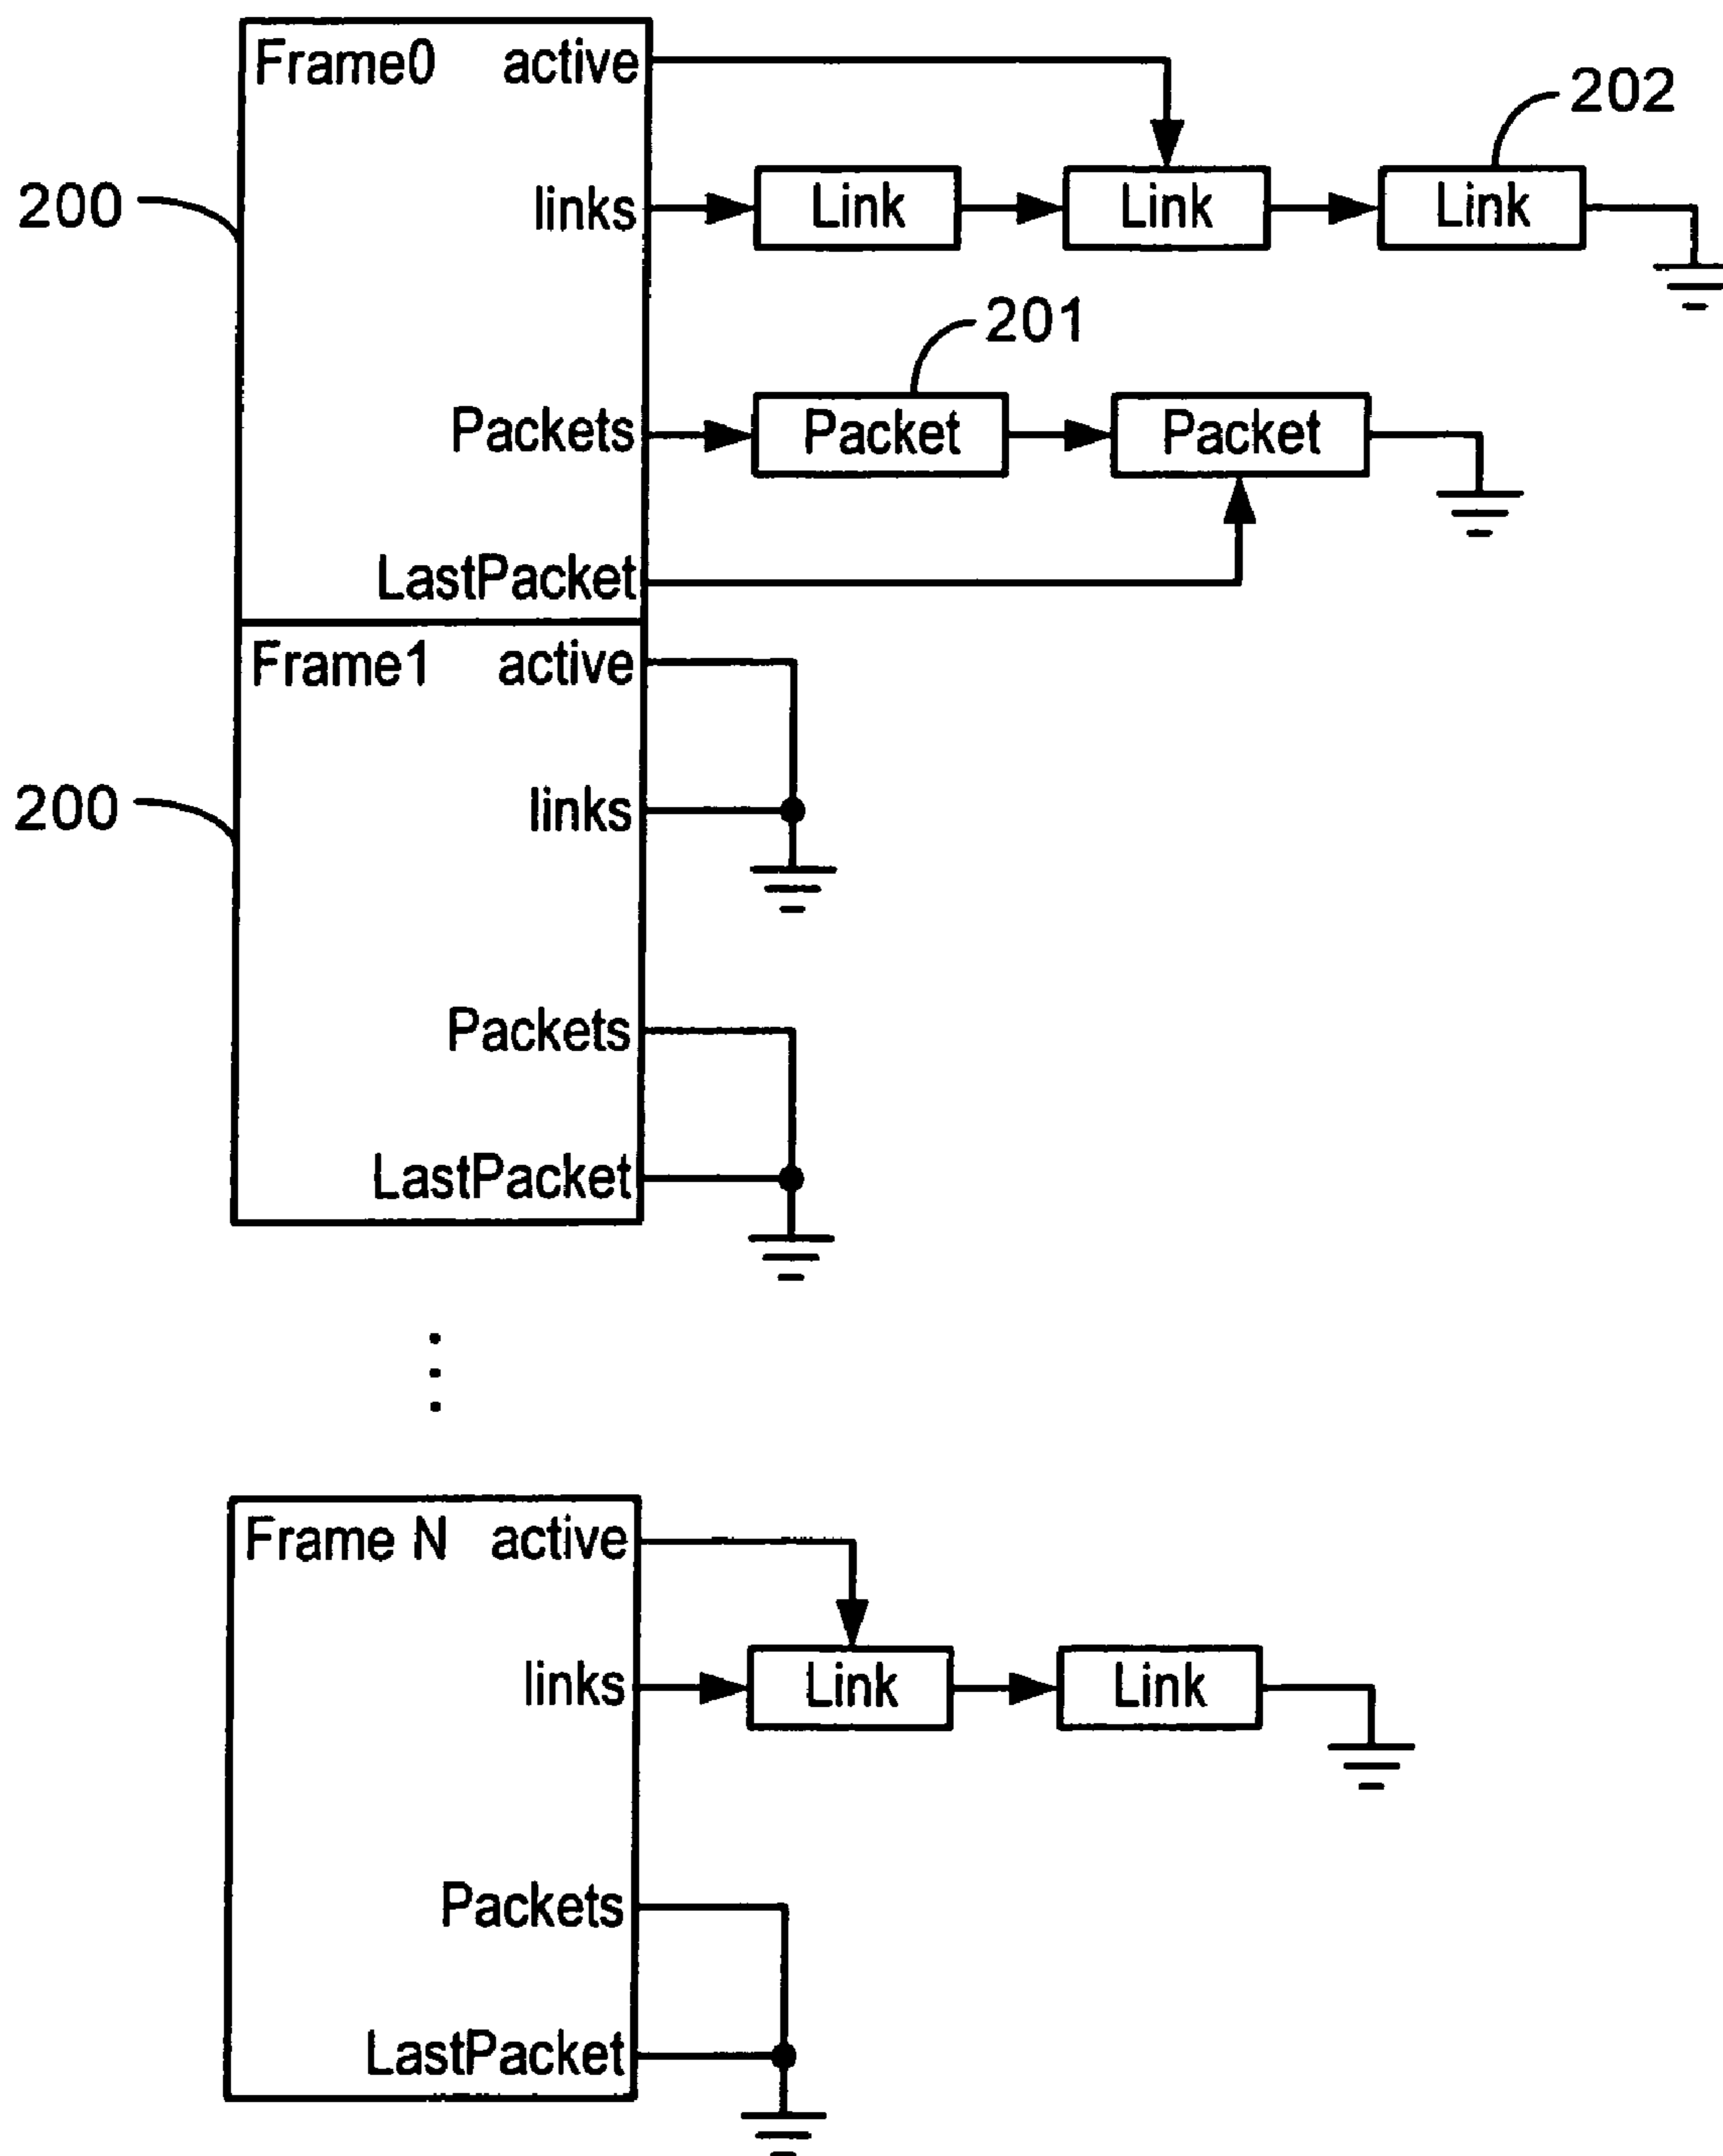 Frame0 active
202
200
links
Link
Link
Link
201
Packets
Packet
Packet
LastPacket
Frame1 active
200
links
Packets
LastPacket
Frame N active
links
Link
Link
Packets
LastPacket